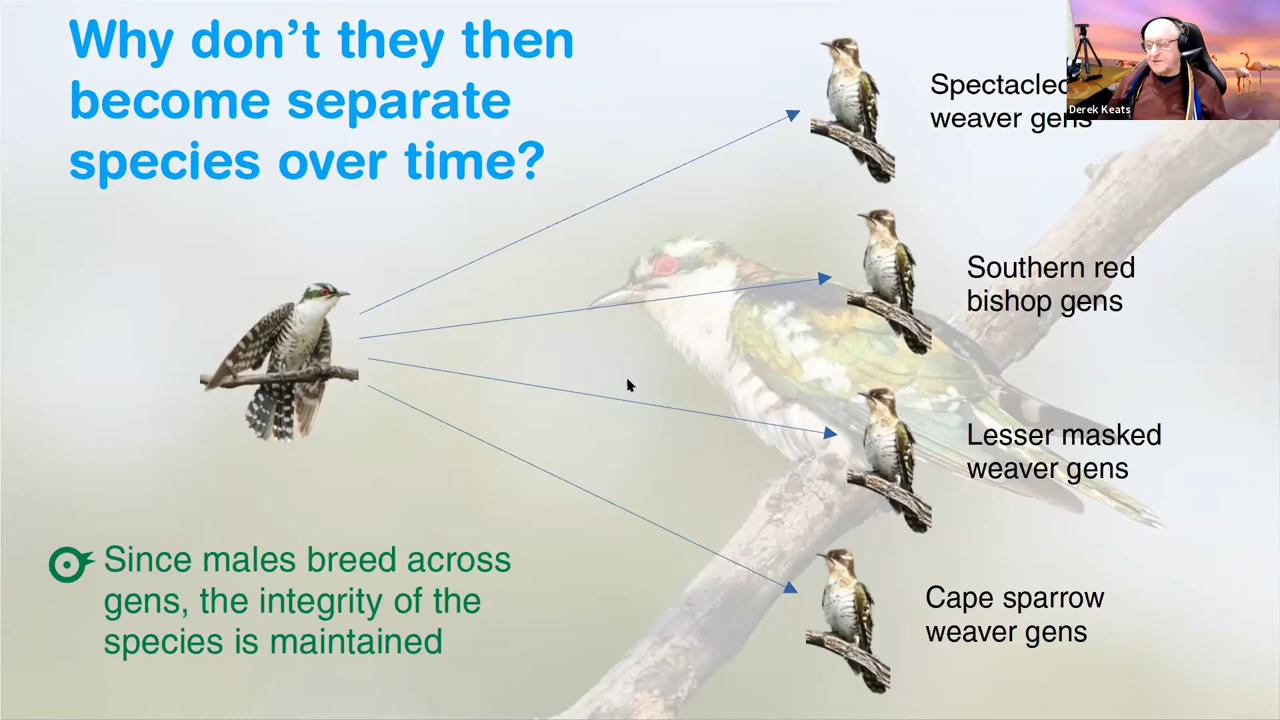 Why don't they then
become separate
species over time?
Spectacled
weaver gens
Derek Keats
Southern red
bishop gens
Lesser masked
weaver gens
Since males breed across
gens, the integrity of the
species is maintained
Cape sparrow
weaver gens